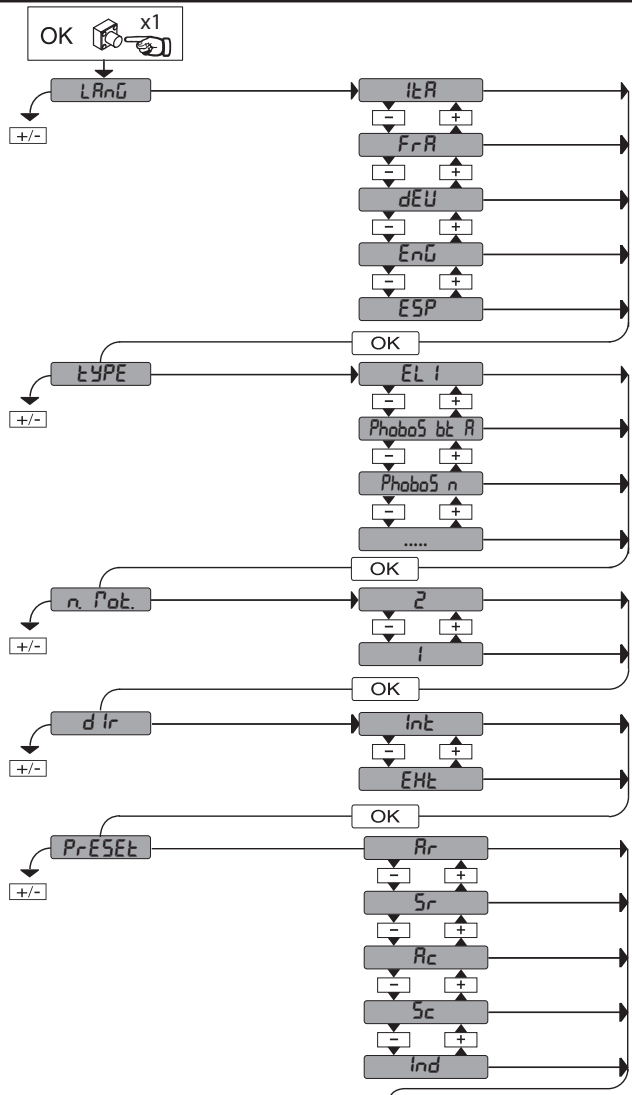 OK x1
LAnG
+/-
ItA
- +
FrA
- +
dEU
- +
EnG
- +
ESP
OK
tYPE
+/-
EL I
- +
PhoboS bt A
- +
PhoboS n
- +
.....
OK
n. Mot.
+/-
2
- +
1
OK
dIr
+/-
Int
- +
EHt
OK
PrESEt
+/-
Ar
- +
Sr
- +
Ac
- +
Sc
- +
Ind